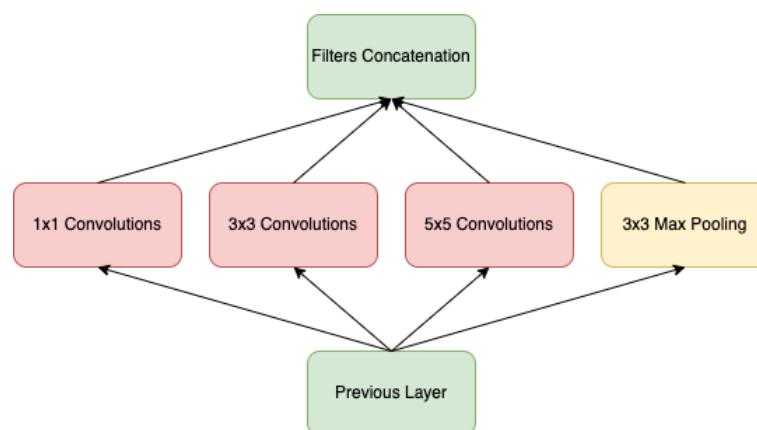 Filters Concatenation
1x1 Convolutions
3x3 Convolutions
5x5 Convolutions
3x3 Max Pooling
Previous Layer